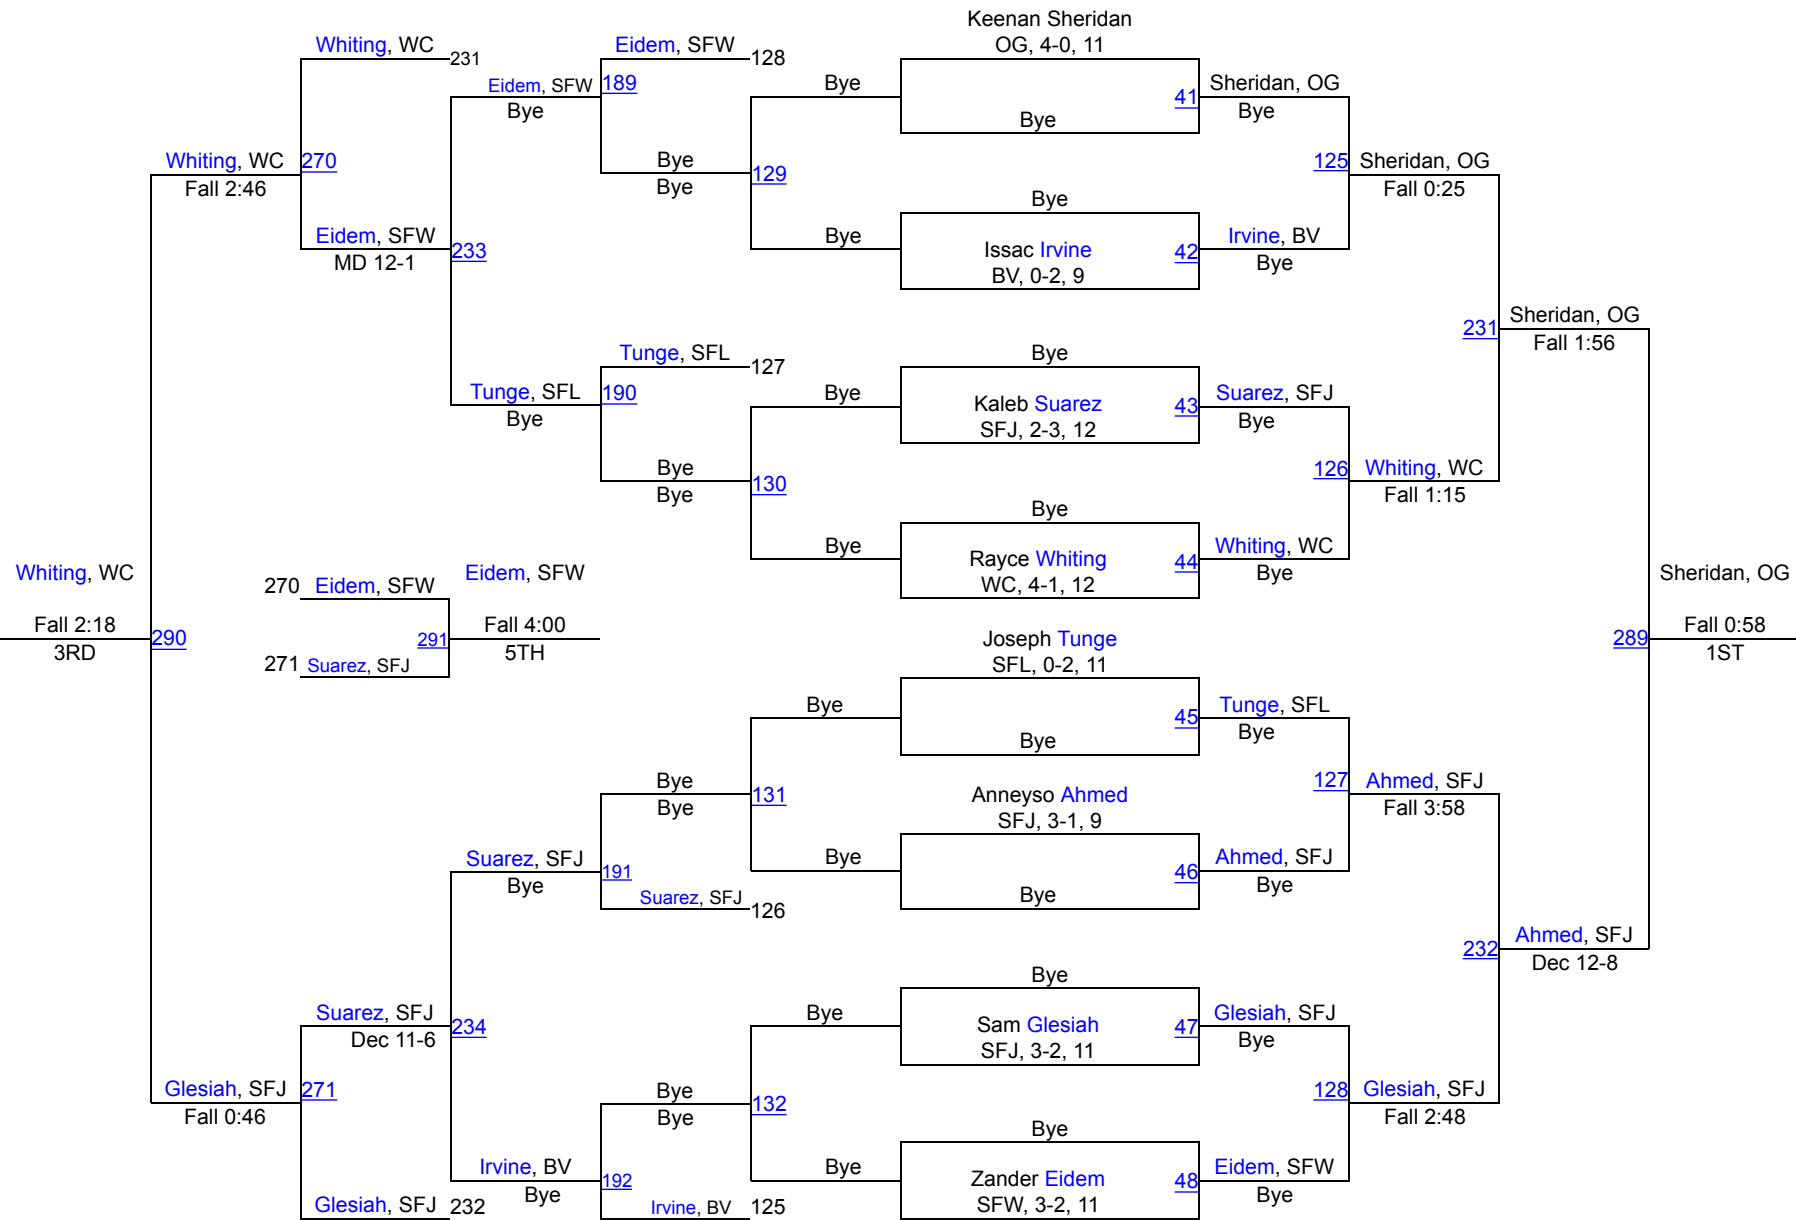 Keenan Sheridan
OG, 4-0, 11
Whiting, WC
231
Eidem, SFW
128
Eidem, SFW
189
Bye
Bye
41
Sheridan, OG
Bye
Bye
Whiting, WC
270
Fall 2:46
Bye
Bye
129
125
Sheridan, OG
Fall 0:25
Bye
Eidem, SFW
233
MD 12-1
Bye
Issac Irvine
BV, 0-2, 9
42
Irvine, BV
Bye
231
Sheridan, OG
Fall 1:56
Tunge, SFL
127
Bye
Tunge, SFL
190
Bye
Bye
Kaleb Suarez
SFJ, 2-3, 12
43
Suarez, SFJ
Bye
Bye
Bye
130
126
Whiting, WC
Fall 1:15
Bye
Bye
Rayce Whiting
WC, 4-1, 12
44
Whiting, WC
Bye
Whiting, WC
Fall 2:18
3RD
290
270
Eidem, SFW
271
Suarez, SFJ
291
Eidem, SFW
Fall 4:00
5TH
Sheridan, OG
289
Fall 0:58
1ST
Joseph Tunge
SFL, 0-2, 11
Bye
45
Tunge, SFL
Bye
Bye
Bye
Bye
131
Anneyso Ahmed
SFJ, 3-1, 9
127
Ahmed, SFJ
Fall 3:58
Suarez, SFJ
191
Bye
Suarez, SFJ
126
Bye
46
Ahmed, SFJ
Bye
Bye
232
Ahmed, SFJ
Dec 12-8
Bye
Suarez, SFJ
234
Dec 11-6
Bye
Sam Glesiah
SFJ, 3-2, 11
47
Glesiah, SFJ
Bye
Glesiah, SFJ
271
Fall 0:46
Bye
Bye
132
128
Glesiah, SFJ
Fall 2:48
Bye
Irvine, BV
192
Bye
Bye
Zander Eidem
SFW, 3-2, 11
48
Eidem, SFW
Bye
Glesiah, SFJ
232
Irvine, BV
125